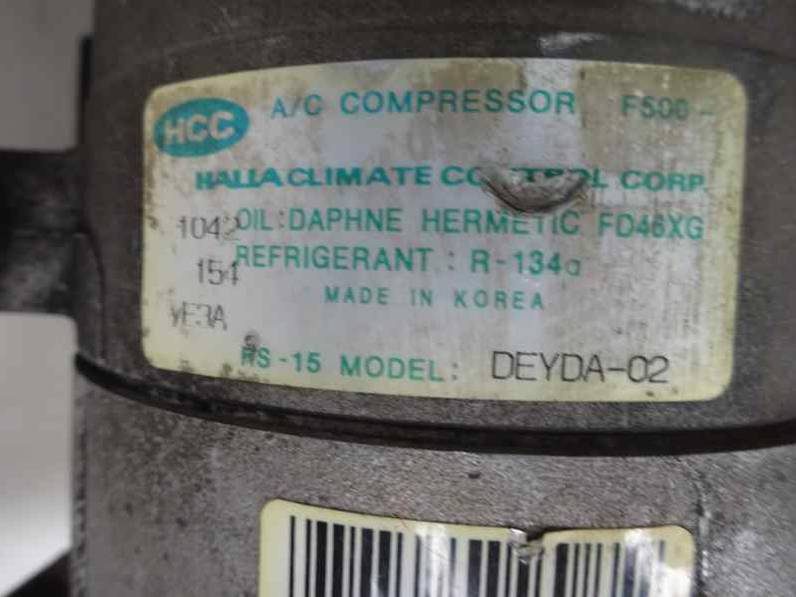 HCC A/C COMPRESSOR F500-
HALLA CLIMATE CONTROL CORP.
1042 OIL:DAPHNE HERMETIC FD46XG
154 REFRIGERANT : R-134a
MADE IN KOREA
RS-15 MODEL: DEYDA-02